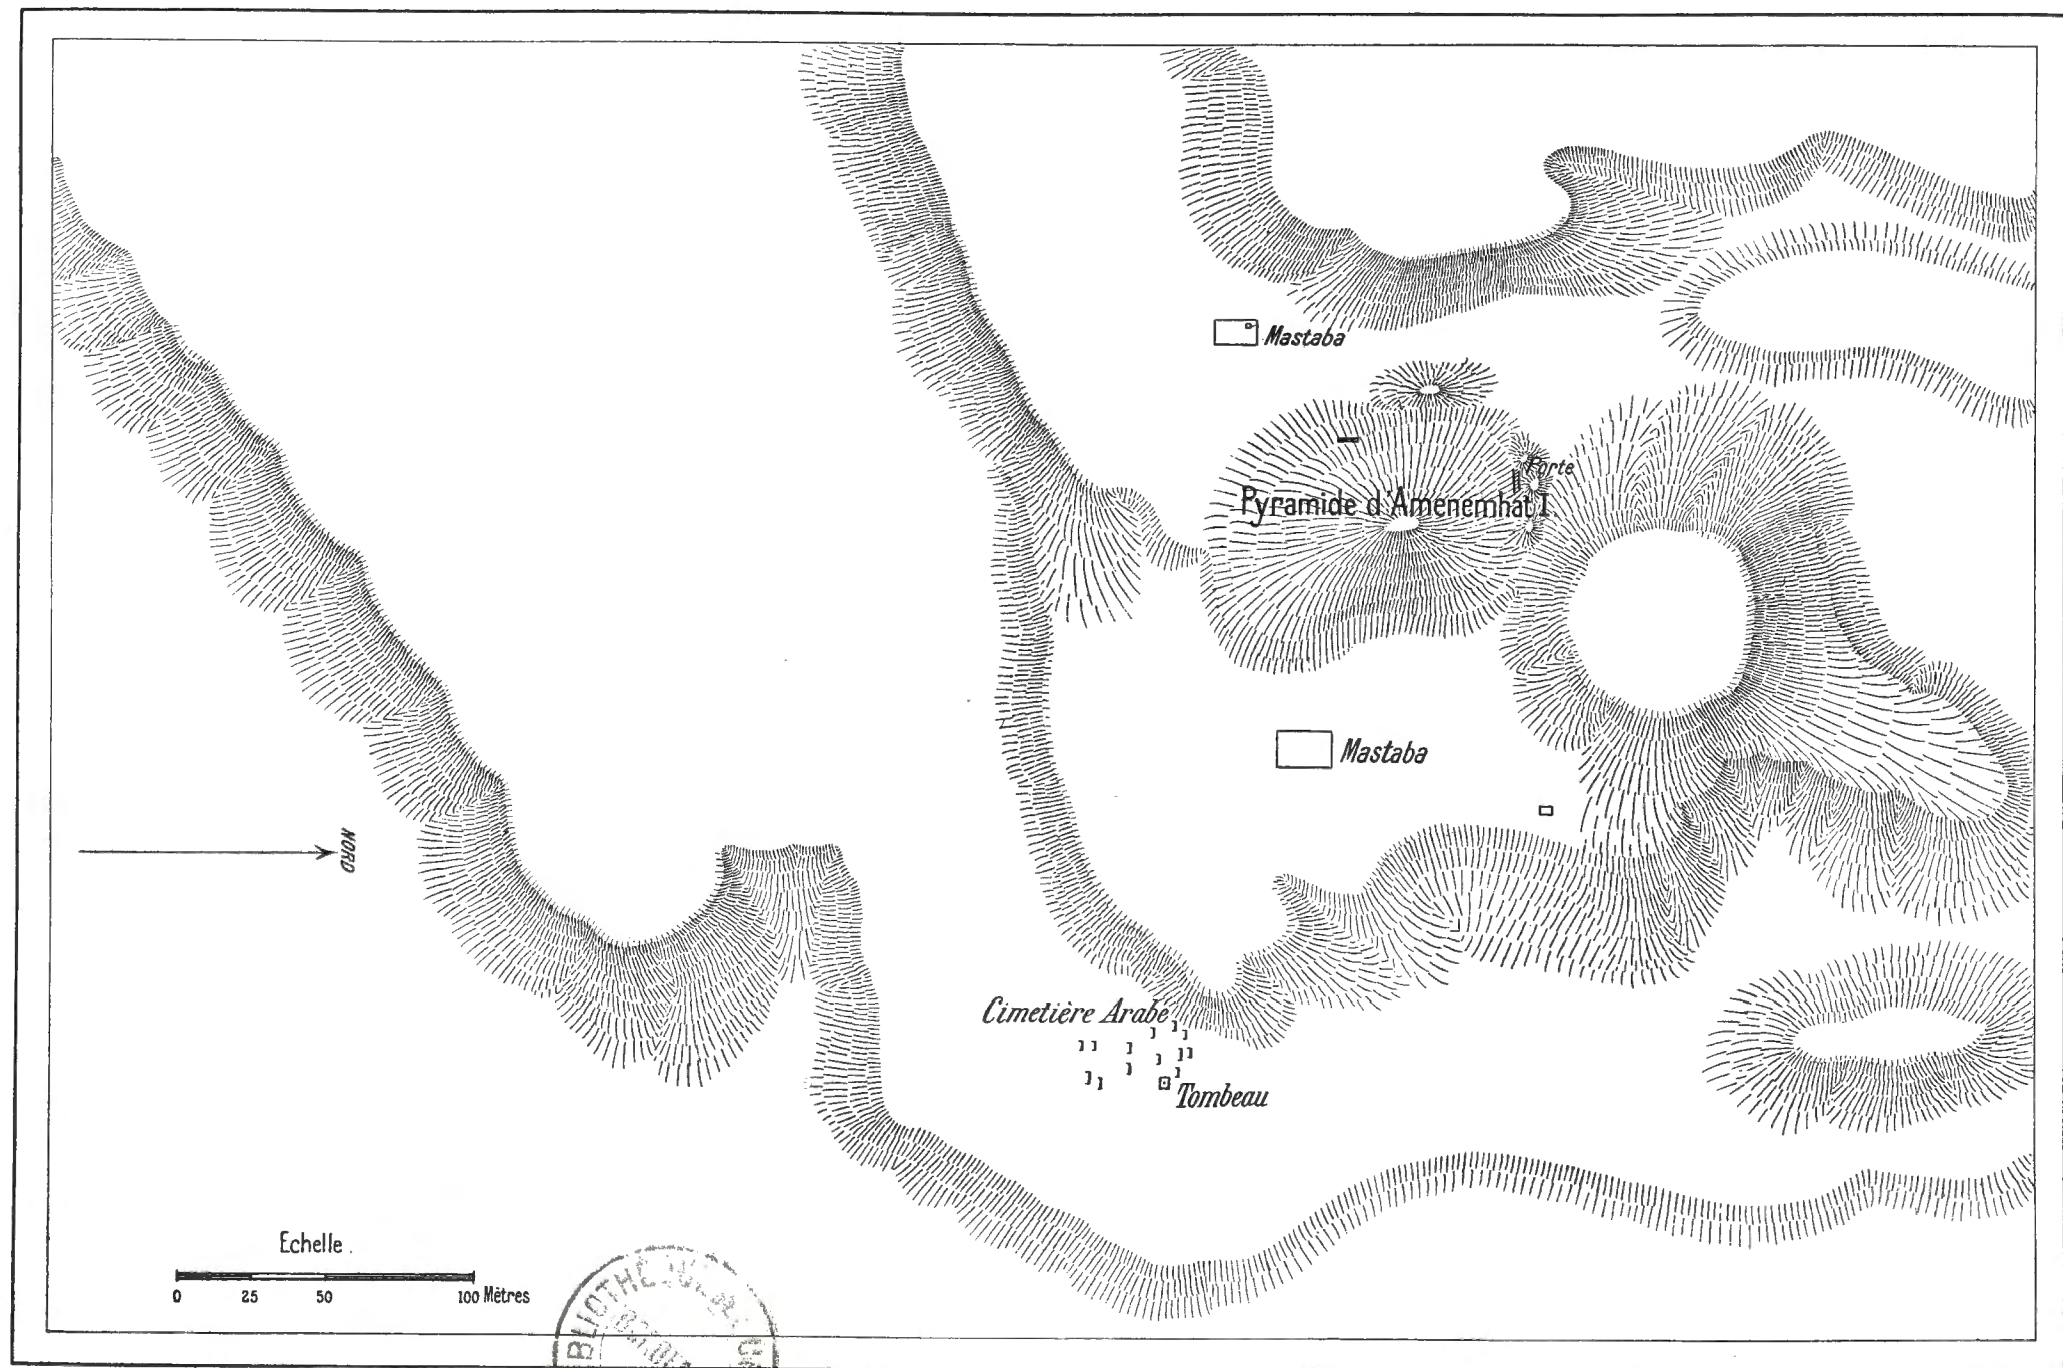 Mastaba
Porte
Pyramide d'Amenemhat I.
Mastaba
NORD
Cimetière Arabe
Tombeau
Echelle.
0 25 50 100 Mètres